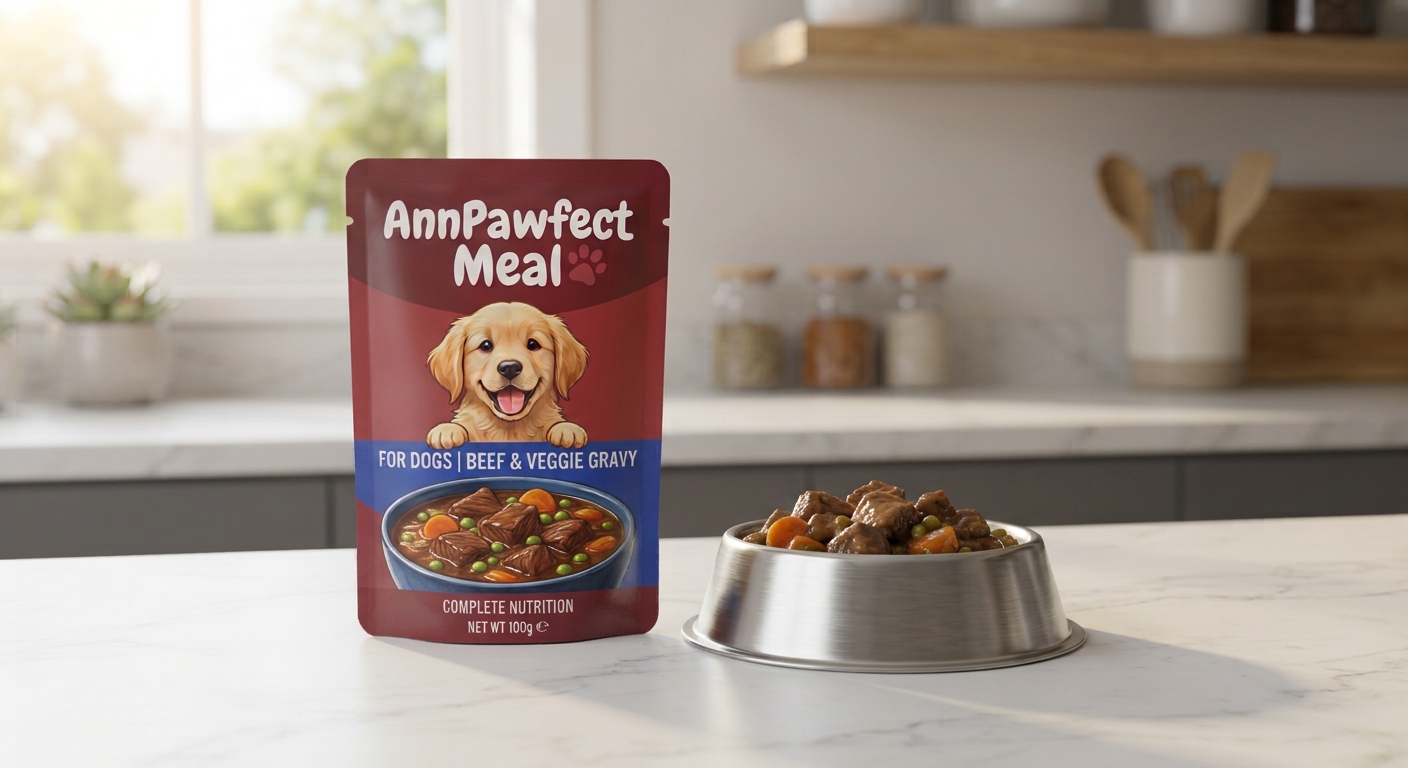 AnnPawfect
Meal
FOR DOGS | BEEF & VEGGIE GRAVY
COMPLETE NUTRITION
NET WT 100g ℮